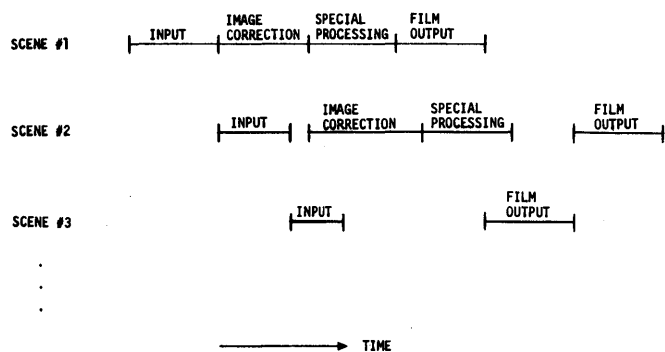 SCENE #1
INPUT
IMAGE
CORRECTION
SPECIAL
PROCESSING
FILM
OUTPUT
SCENE #2
INPUT
IMAGE
CORRECTION
SPECIAL
PROCESSING
FILM
OUTPUT
SCENE #3
INPUT
FILM
OUTPUT
TIME